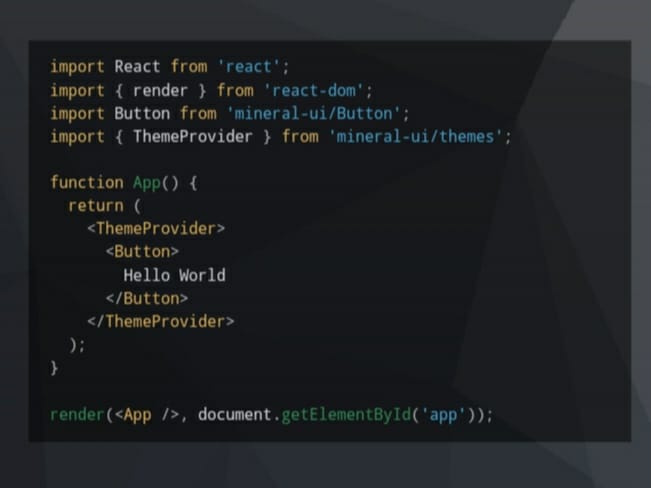 import React from 'react';
import { render } from 'react-dom';
import Button from 'mineral-ui/Button';
import { ThemeProvider } from 'mineral-ui/themes';

function App() {
  return (
    <ThemeProvider>
      <Button>
        Hello World
      </Button>
    </ThemeProvider>
  );
}

render(<App />, document.getElementById('app'));